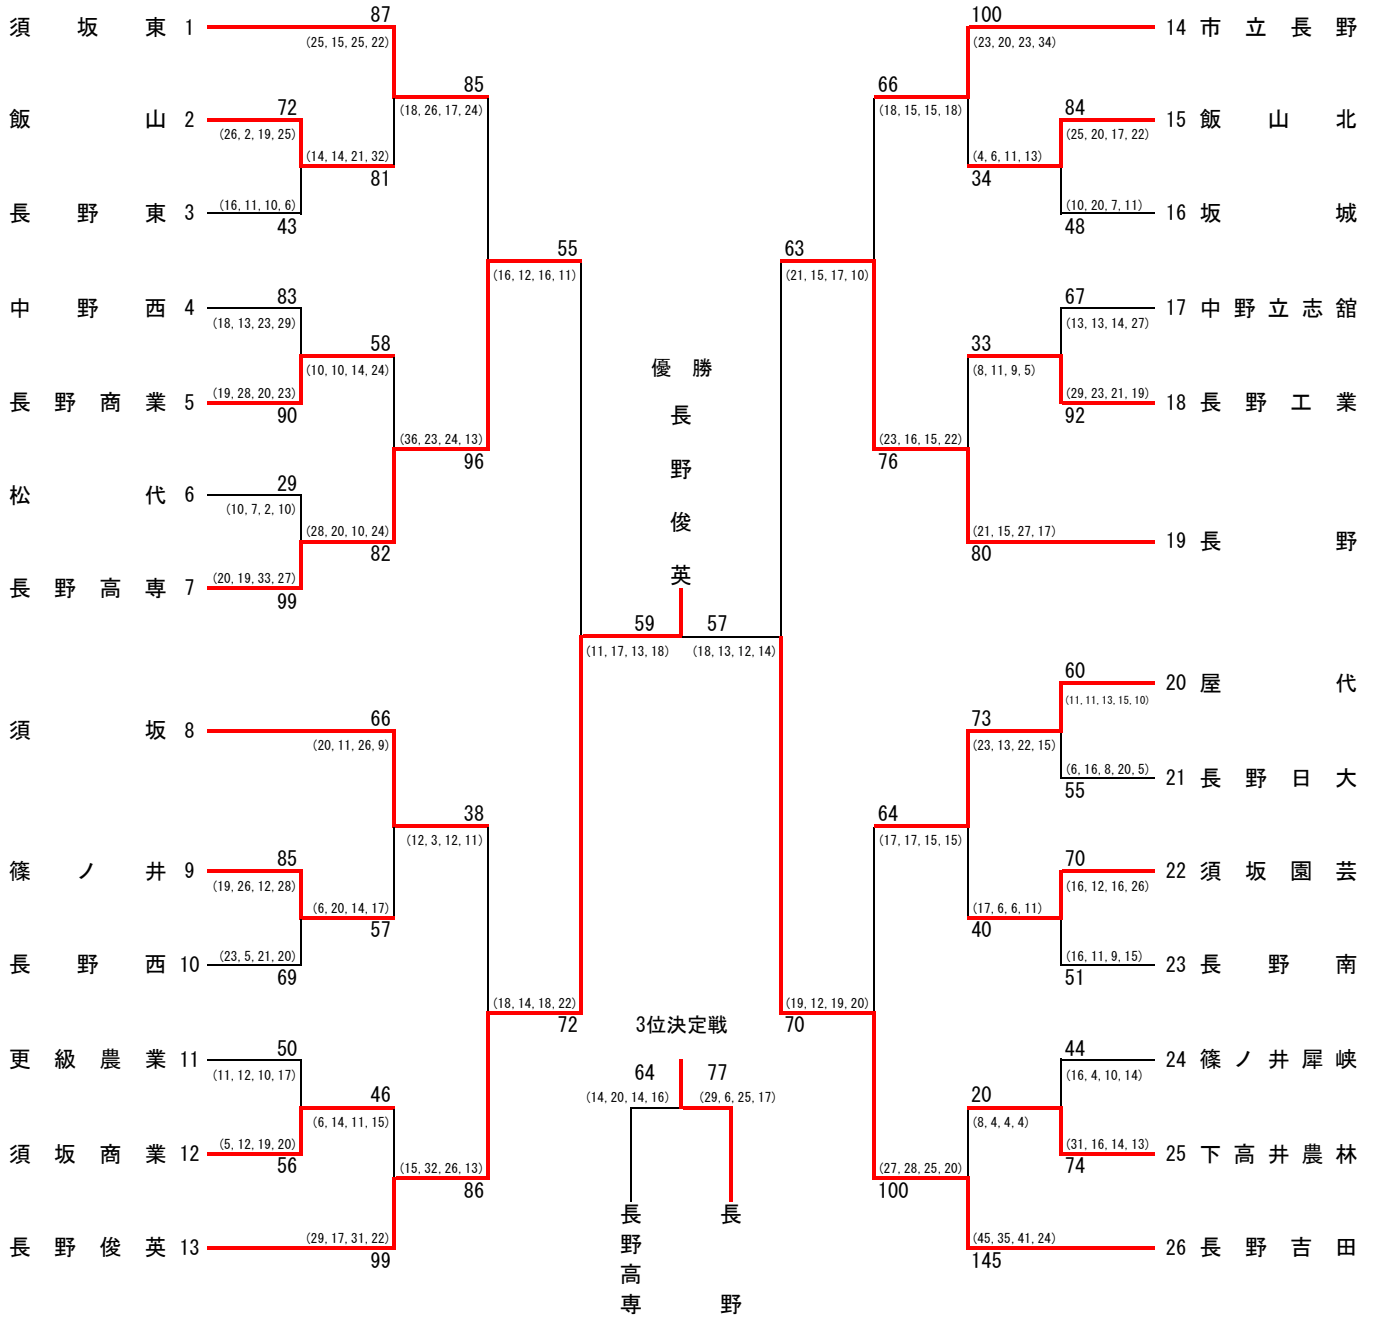 須坂東 1
87
(25, 15, 25, 22)
飯山 2
72
(26, 2, 19, 25)
長野東 3
(16, 11, 10, 6)
43
(14, 14, 21, 32)
81
85
(18, 26, 17, 24)
中野西 4
83
(18, 13, 23, 29)
長野商業 5
(19, 28, 20, 23)
90
58
(10, 10, 14, 24)
松代 6
29
(10, 7, 2, 10)
長野高専 7
(20, 19, 33, 27)
99
(28, 20, 10, 24)
82
(36, 23, 24, 13)
96
55
(16, 12, 16, 11)
須坂 8
66
(20, 11, 26, 9)
篠ノ井 9
85
(19, 26, 12, 28)
長野西 10
(23, 5, 21, 20)
69
(6, 20, 14, 17)
57
38
(12, 3, 12, 11)
更級農業 11
50
(11, 12, 10, 17)
須坂商業 12
(5, 12, 19, 20)
56
46
(6, 14, 11, 15)
長野俊英 13
(29, 17, 31, 22)
99
(15, 32, 26, 13)
86
(18, 14, 18, 22)
72
優勝
長野俊英
59
(11, 17, 13, 18)
57
(18, 13, 12, 14)
3位決定戦
64
(14, 20, 14, 16)
77
(29, 6, 25, 17)
長野高専
長野
100
(23, 20, 23, 34)
14 市立長野
84
(25, 20, 17, 22)
15 飯山北
(10, 20, 7, 11)
48
16 坂城
(4, 6, 11, 13)
34
66
(18, 15, 15, 18)
67
(13, 13, 14, 27)
17 中野立志舘
(29, 23, 21, 19)
92
18 長野工業
33
(8, 11, 9, 5)
(21, 15, 27, 17)
80
19 長野
(23, 16, 15, 22)
76
63
(21, 15, 17, 10)
60
(11, 11, 13, 15, 10)
20 屋代
(6, 16, 8, 20, 5)
55
21 長野日大
73
(23, 13, 22, 15)
70
(16, 12, 16, 26)
22 須坂園芸
(16, 11, 9, 15)
51
23 長野南
(17, 6, 6, 11)
40
64
(17, 17, 15, 15)
44
(16, 4, 10, 14)
24 篠ノ井犀峡
(31, 16, 14, 13)
74
25 下高井農林
20
(8, 4, 4, 4)
(45, 35, 41, 24)
145
26 長野吉田
(27, 28, 25, 20)
100
(19, 12, 19, 20)
70